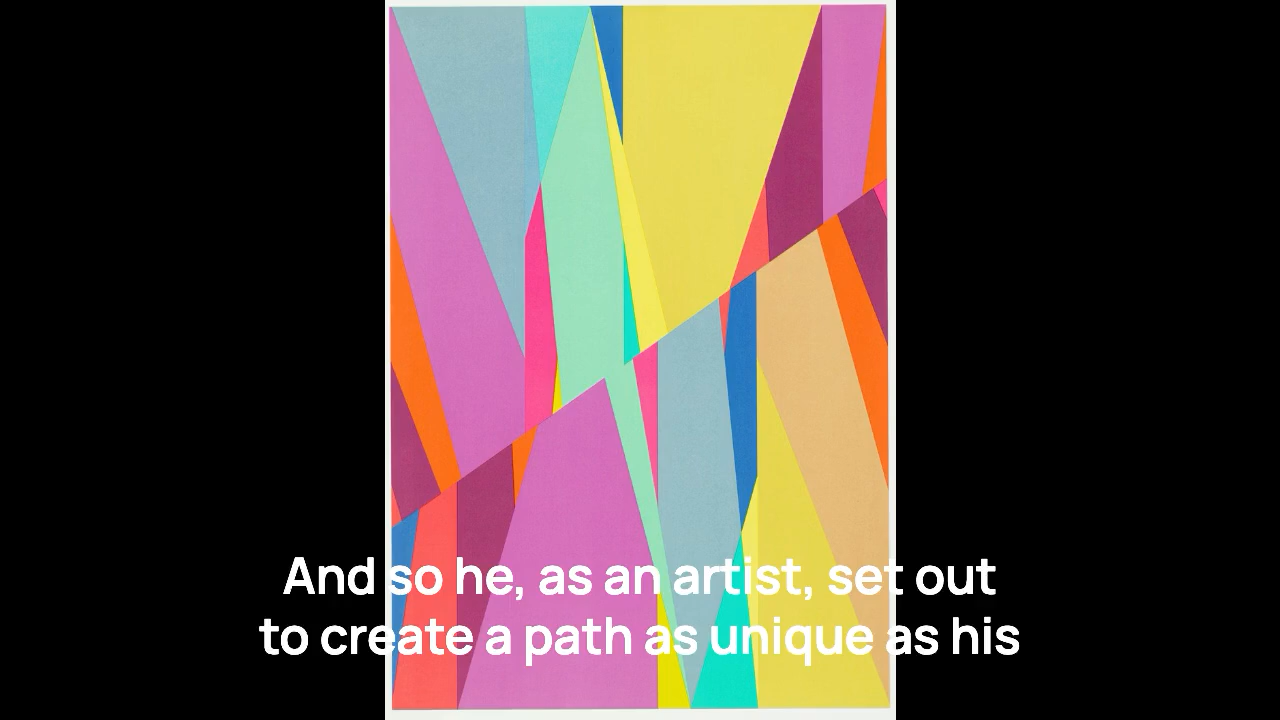 And so he, as an artist, set out
to create a path as unique as his